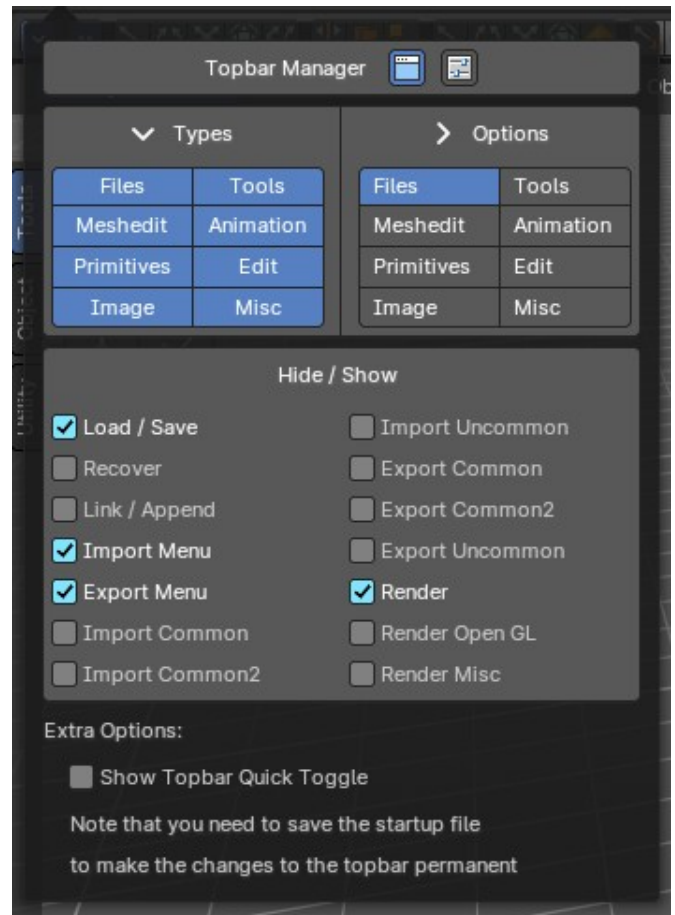 Topbar Manager
Types
Options
Files Tools
Files Tools
Meshedit Animation
Meshedit Animation
Primitives Edit
Primitives Edit
Image Misc
Image Misc
Hide / Show
Load / Save
Import Uncommon
Recover
Export Common
Link / Append
Export Common2
Import Menu
Export Uncommon
Export Menu
Render
Import Common
Render Open GL
Import Common2
Render Misc
Extra Options:
Show Topbar Quick Toggle
Note that you need to save the startup file
to make the changes to the topbar permanent
Tools
Object
Utility